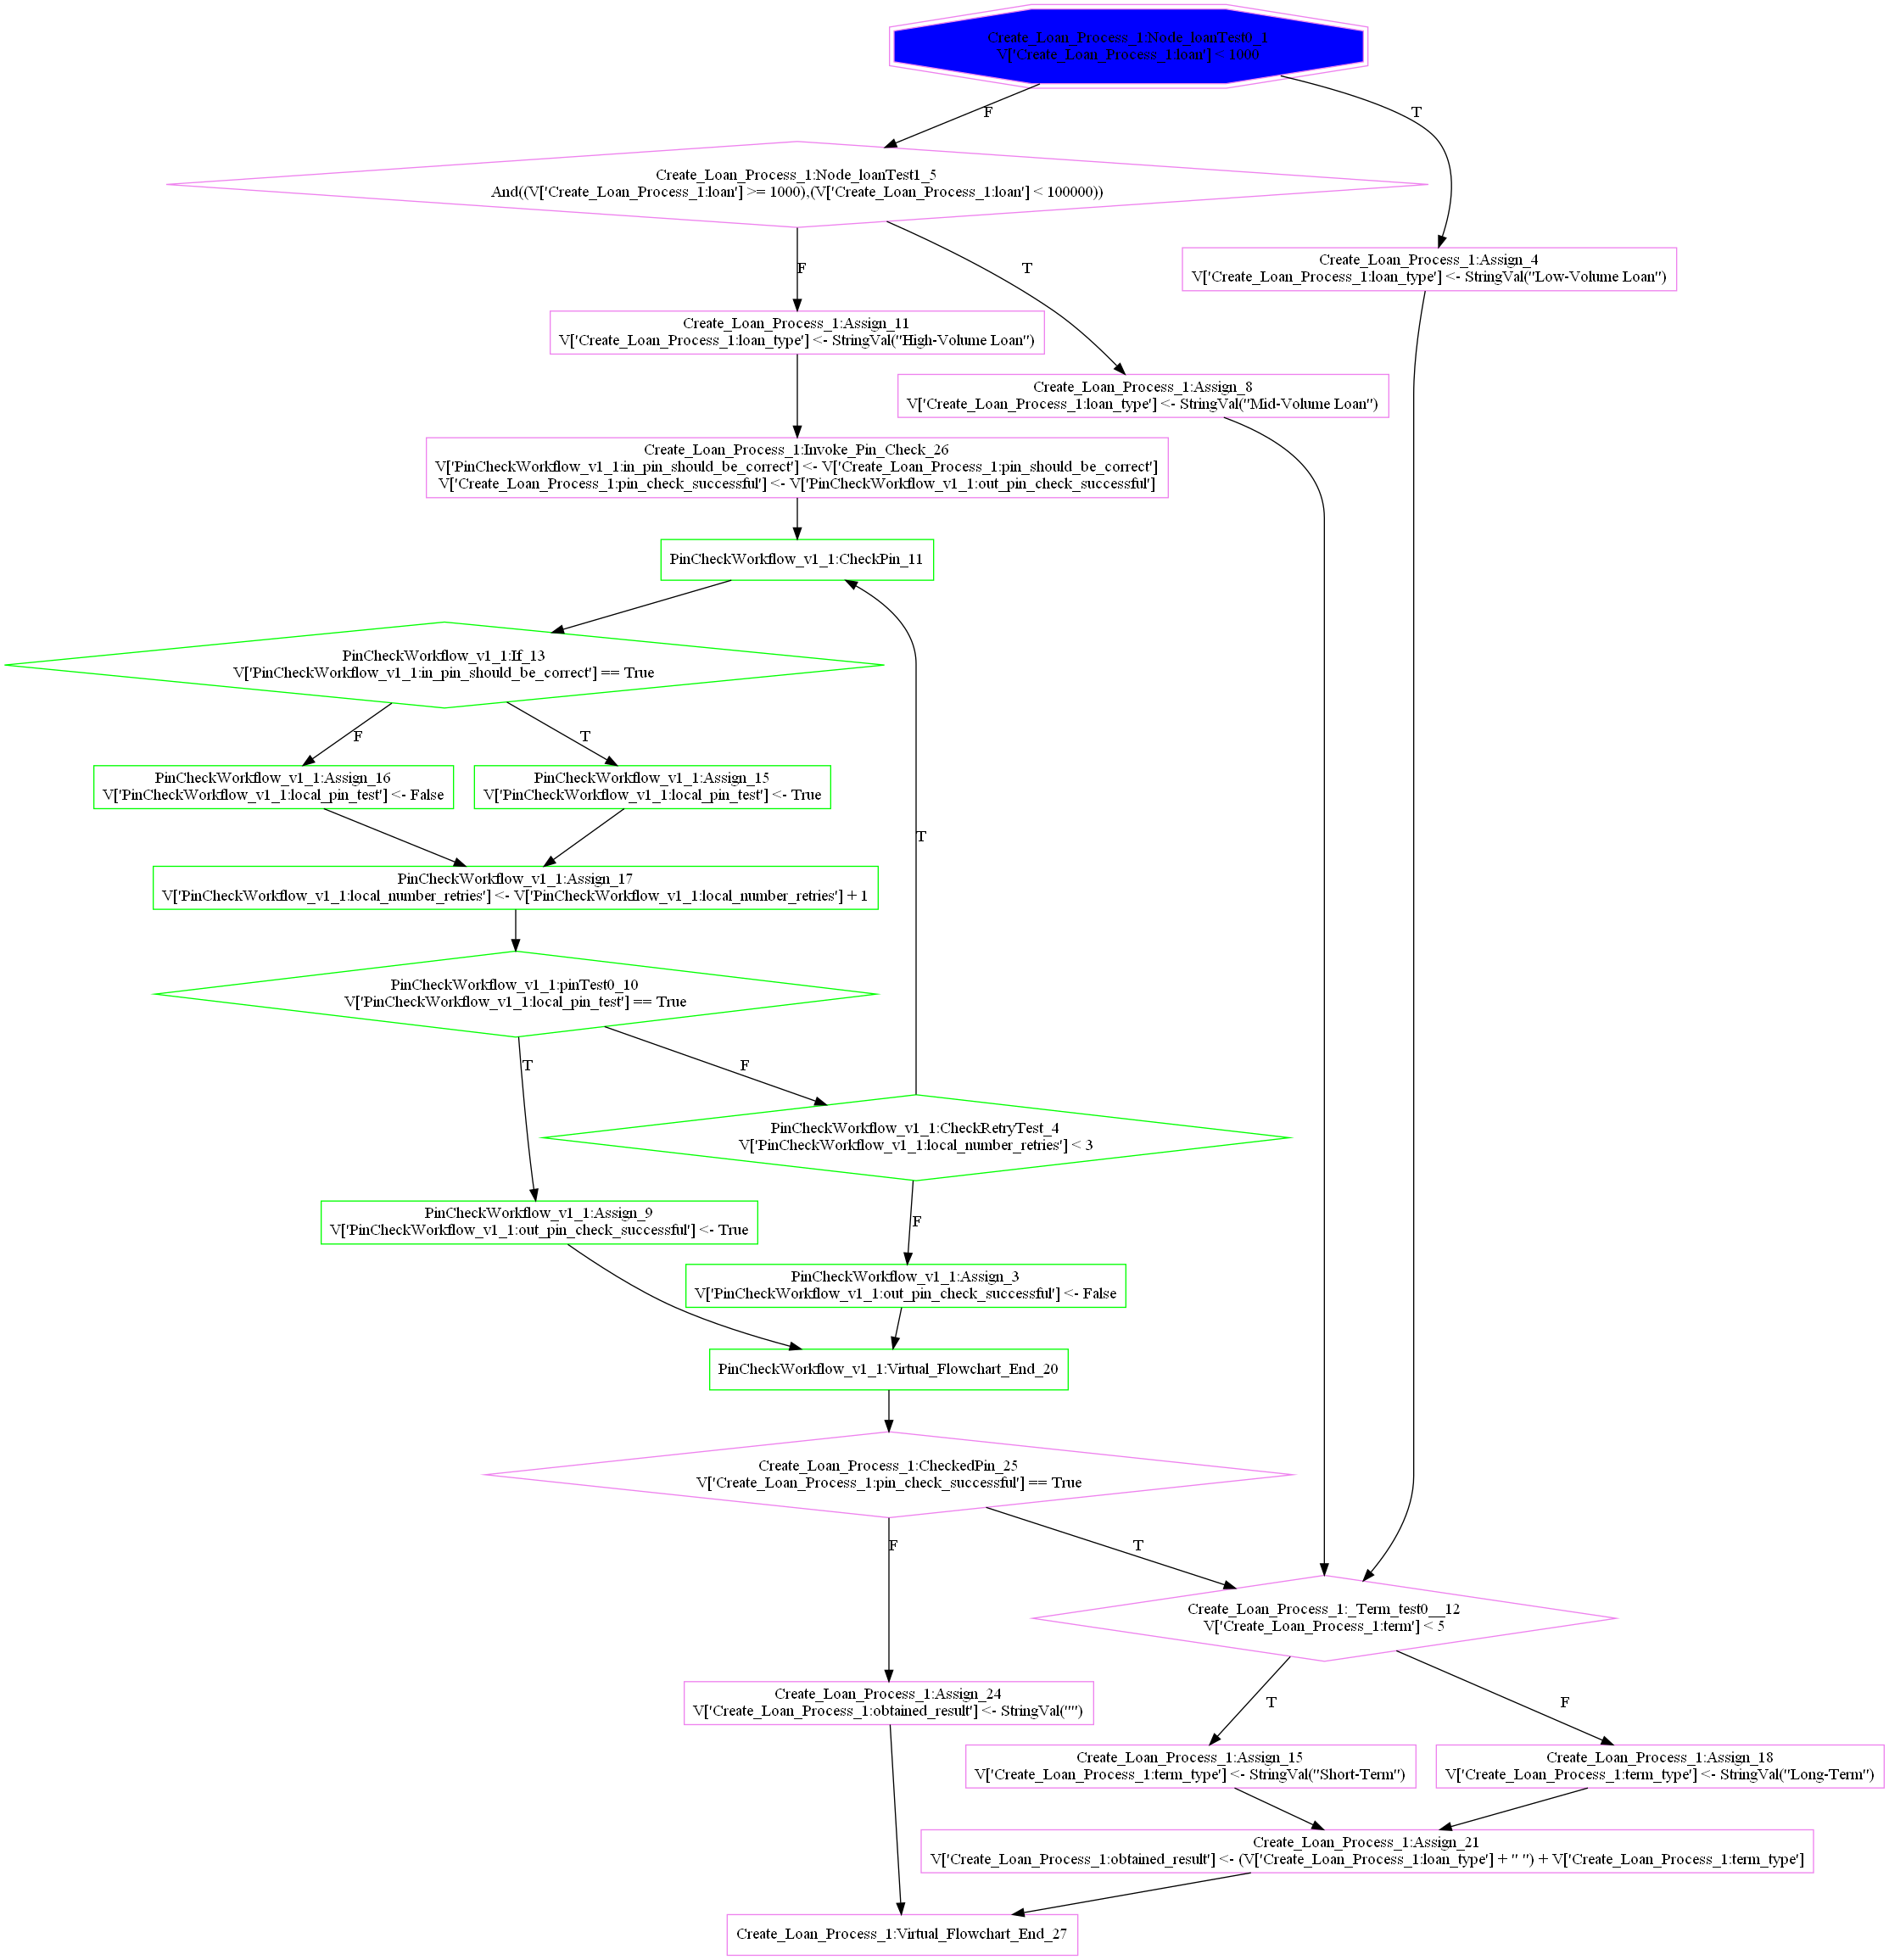 Create_Loan_Process_1:Node_loanTest0_1
V['Create_Loan_Process_1:loan'] < 1000
F
T
Create_Loan_Process_1:Node_loanTest1_5
And((V['Create_Loan_Process_1:loan'] >= 1000),(V['Create_Loan_Process_1:loan'] < 100000))
Create_Loan_Process_1:Assign_4
V['Create_Loan_Process_1:loan_type'] <- StringVal("Low-Volume Loan")
F
T
Create_Loan_Process_1:Assign_11
V['Create_Loan_Process_1:loan_type'] <- StringVal("High-Volume Loan")
Create_Loan_Process_1:Assign_8
V['Create_Loan_Process_1:loan_type'] <- StringVal("Mid-Volume Loan")
Create_Loan_Process_1:Invoke_Pin_Check_26
V['PinCheckWorkflow_v1_1:in_pin_should_be_correct'] <- V['Create_Loan_Process_1:pin_should_be_correct']
V['Create_Loan_Process_1:pin_check_successful'] <- V['PinCheckWorkflow_v1_1:out_pin_check_successful']
PinCheckWorkflow_v1_1:CheckPin_11
PinCheckWorkflow_v1_1:If_13
V['PinCheckWorkflow_v1_1:in_pin_should_be_correct'] == True
F
T
PinCheckWorkflow_v1_1:Assign_16
V['PinCheckWorkflow_v1_1:local_pin_test'] <- False
PinCheckWorkflow_v1_1:Assign_15
V['PinCheckWorkflow_v1_1:local_pin_test'] <- True
T
PinCheckWorkflow_v1_1:Assign_17
V['PinCheckWorkflow_v1_1:local_number_retries'] <- V['PinCheckWorkflow_v1_1:local_number_retries'] + 1
PinCheckWorkflow_v1_1:pinTest0_10
V['PinCheckWorkflow_v1_1:local_pin_test'] == True
T
F
PinCheckWorkflow_v1_1:CheckRetryTest_4
V['PinCheckWorkflow_v1_1:local_number_retries'] < 3
PinCheckWorkflow_v1_1:Assign_9
V['PinCheckWorkflow_v1_1:out_pin_check_successful'] <- True
F
PinCheckWorkflow_v1_1:Assign_3
V['PinCheckWorkflow_v1_1:out_pin_check_successful'] <- False
PinCheckWorkflow_v1_1:Virtual_Flowchart_End_20
Create_Loan_Process_1:CheckedPin_25
V['Create_Loan_Process_1:pin_check_successful'] == True
F
T
Create_Loan_Process_1:_Term_test0__12
V['Create_Loan_Process_1:term'] < 5
Create_Loan_Process_1:Assign_24
V['Create_Loan_Process_1:obtained_result'] <- StringVal("")
T
F
Create_Loan_Process_1:Assign_15
V['Create_Loan_Process_1:term_type'] <- StringVal("Short-Term")
Create_Loan_Process_1:Assign_18
V['Create_Loan_Process_1:term_type'] <- StringVal("Long-Term")
Create_Loan_Process_1:Assign_21
V['Create_Loan_Process_1:obtained_result'] <- (V['Create_Loan_Process_1:loan_type'] + " ") + V['Create_Loan_Process_1:term_type']
Create_Loan_Process_1:Virtual_Flowchart_End_27